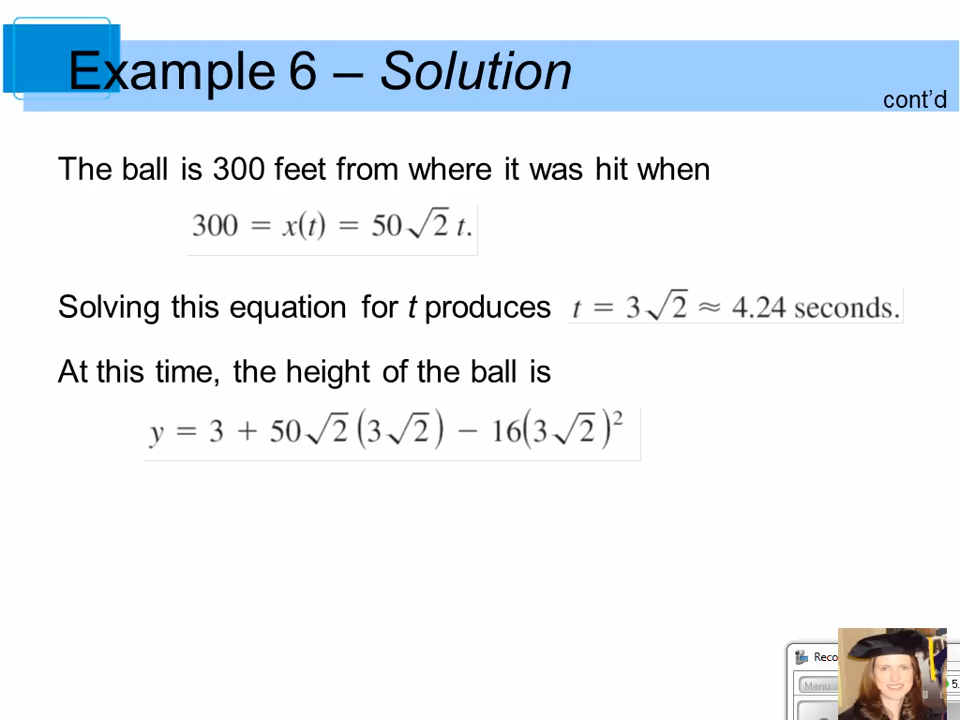 Example 6 – Solution
cont'd
The ball is 300 feet from where it was hit when
300 = x(t) = 50√2 t.
Solving this equation for t produces t = 3√2 ≈ 4.24 seconds.
At this time, the height of the ball is
y = 3 + 50√2 (3√2) − 16(3√2)²
Reco
Menu
5.